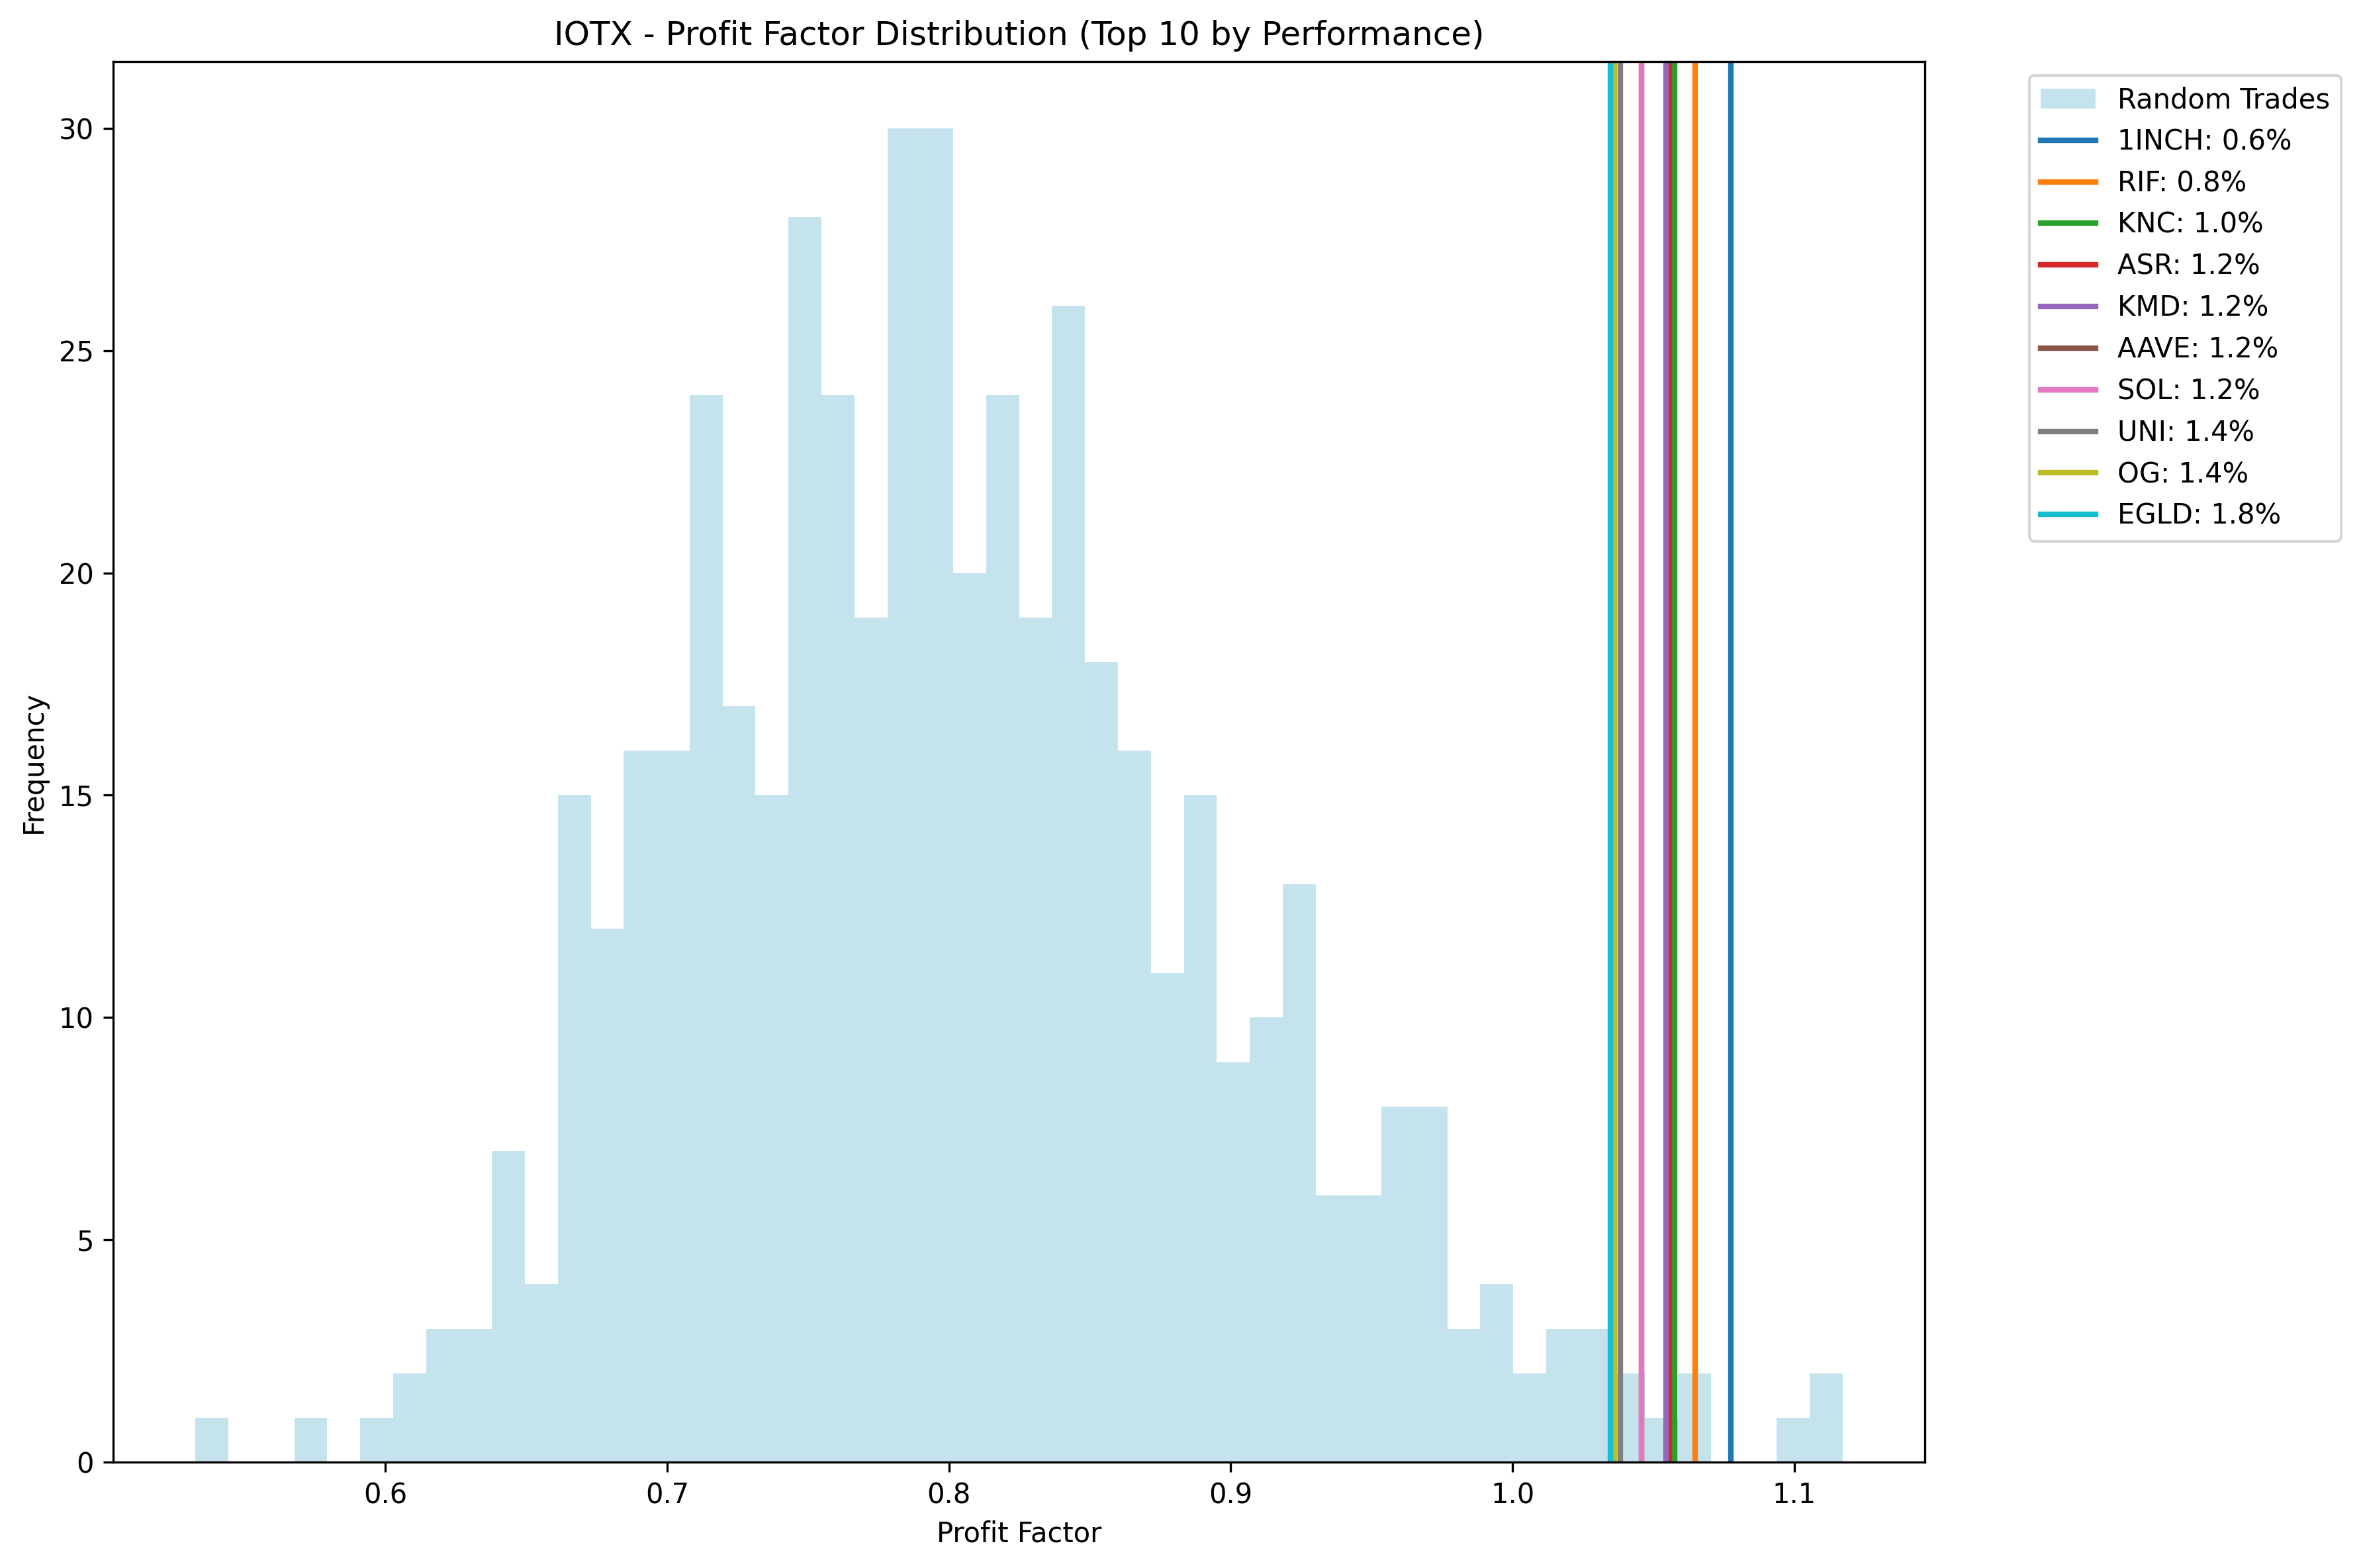 IOTX - Profit Factor Distribution (Top 10 by Performance)
Random Trades
1INCH: 0.6%
RIF: 0.8%
KNC: 1.0%
ASR: 1.2%
KMD: 1.2%
AAVE: 1.2%
SOL: 1.2%
UNI: 1.4%
OG: 1.4%
EGLD: 1.8%
Frequency
30
25
20
15
10
5
0
0.6 0.7 0.8 0.9 1.0 1.1
Profit Factor